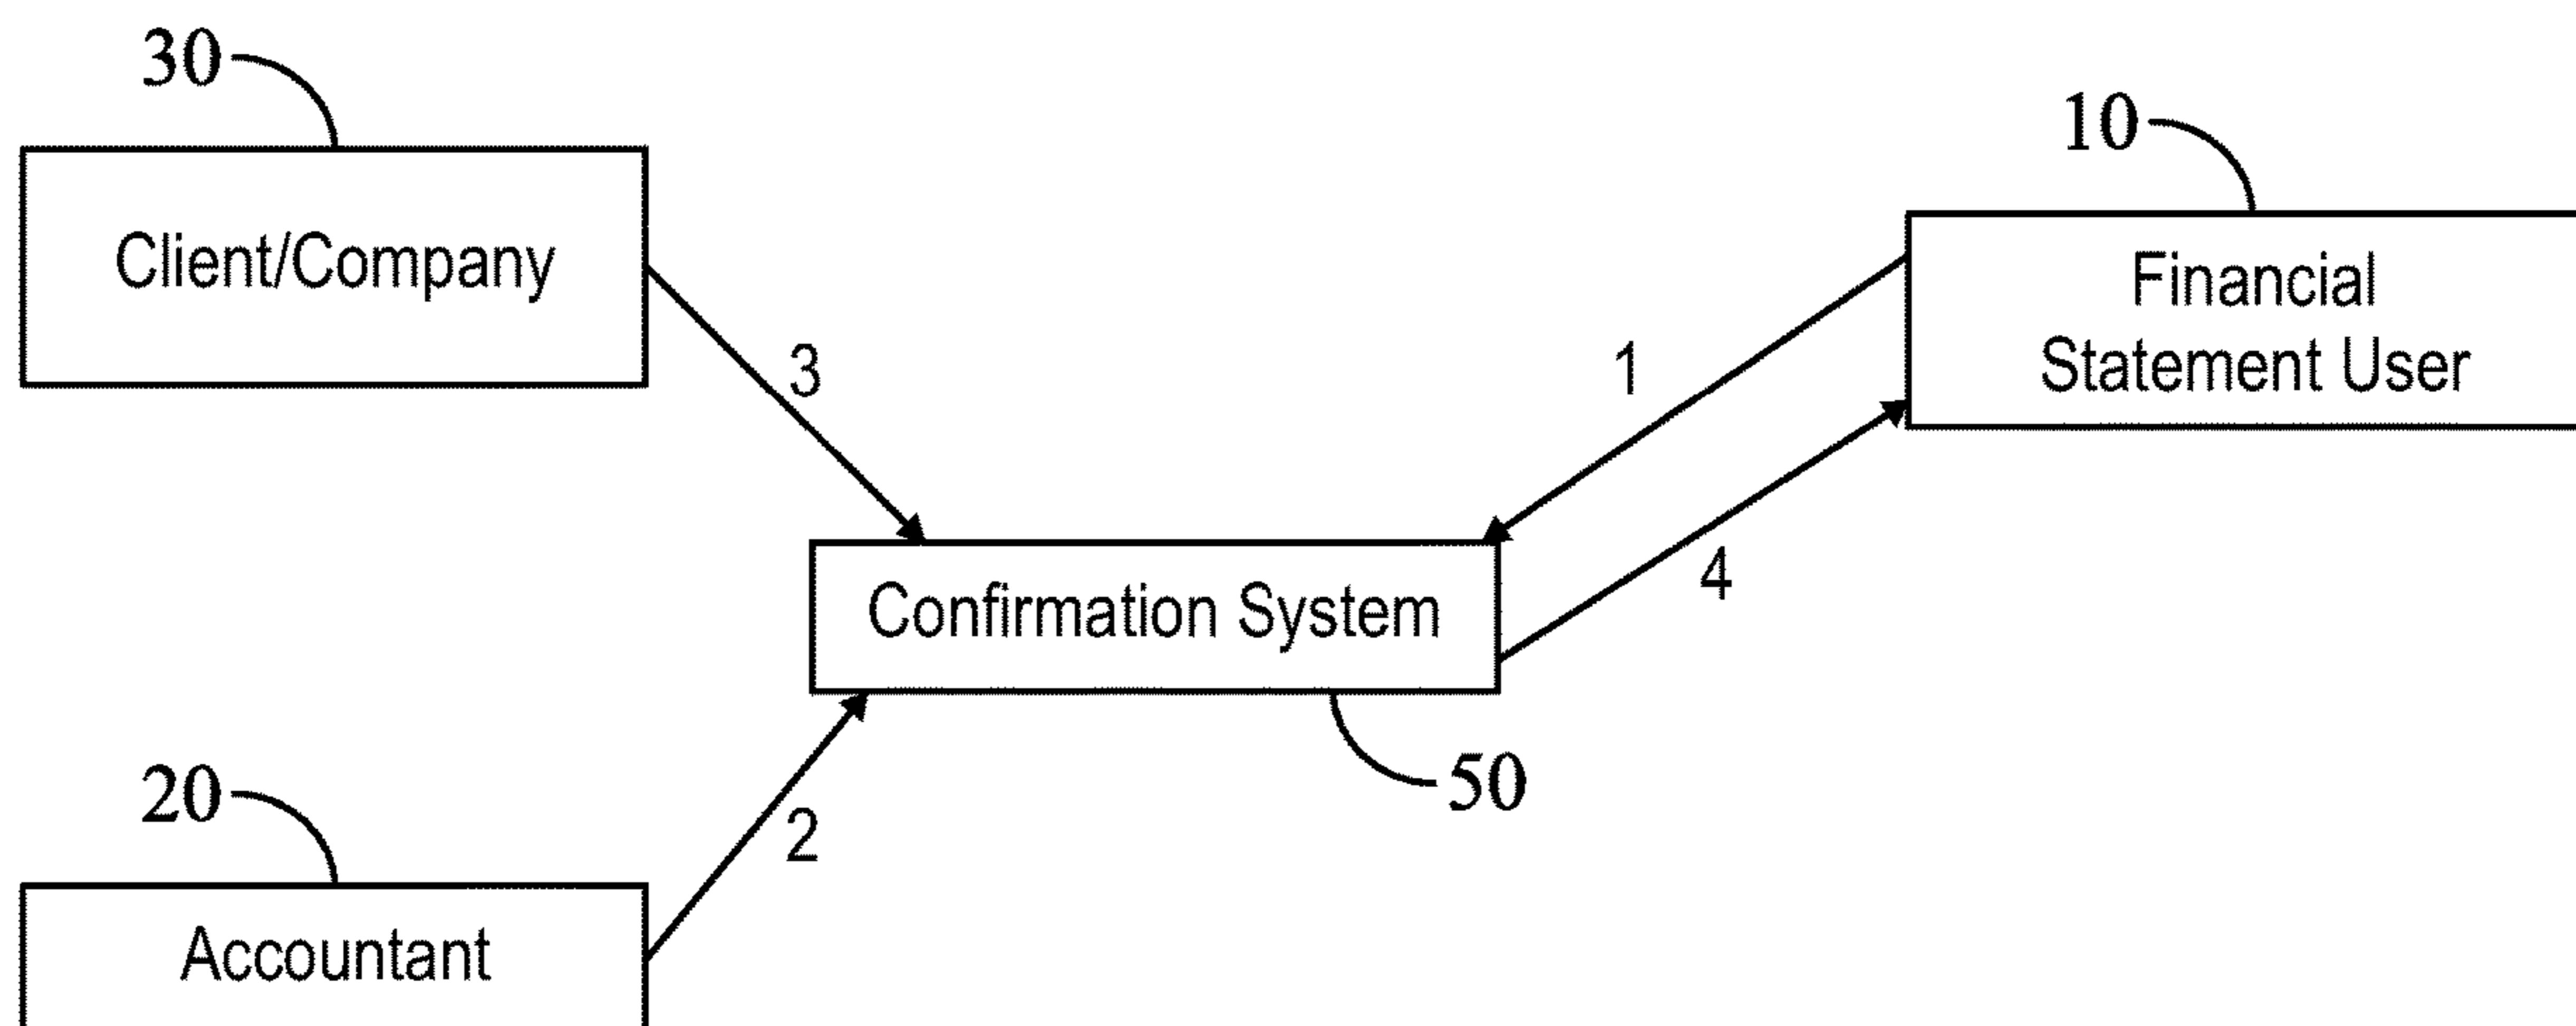 30
10
Client/Company
Financial
Statement User
3
1
4
Confirmation System
50
20
2
Accountant